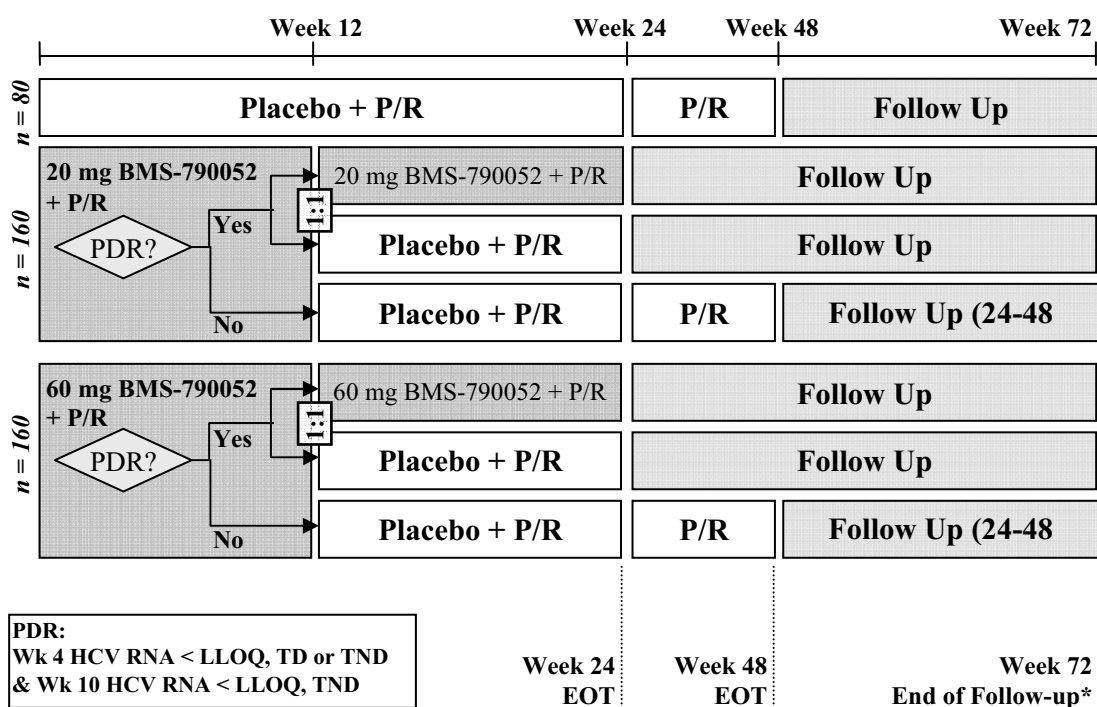 Week 12
Week 24
Week 48
Week 72
n = 80
Placebo + P/R
P/R
Follow Up
n = 160
20 mg BMS-790052
+ P/R
PDR?
Yes
No
1:1
20 mg BMS-790052 + P/R
Follow Up
Placebo + P/R
Follow Up
Placebo + P/R
P/R
Follow Up (24-48
n = 160
60 mg BMS-790052
+ P/R
PDR?
Yes
No
1:1
60 mg BMS-790052 + P/R
Follow Up
Placebo + P/R
Follow Up
Placebo + P/R
P/R
Follow Up (24-48
PDR:
Wk 4 HCV RNA < LLOQ, TD or TND
& Wk 10 HCV RNA < LLOQ, TND
Week 24
EOT
Week 48
EOT
Week 72
End of Follow-up*